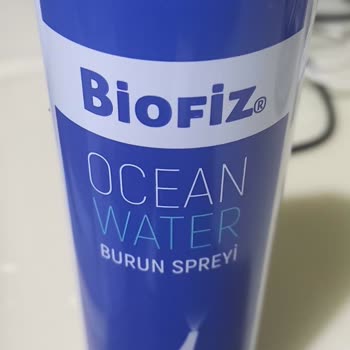 BiOFiZ®
OCEAN
WATER
BURUN SPREYİ